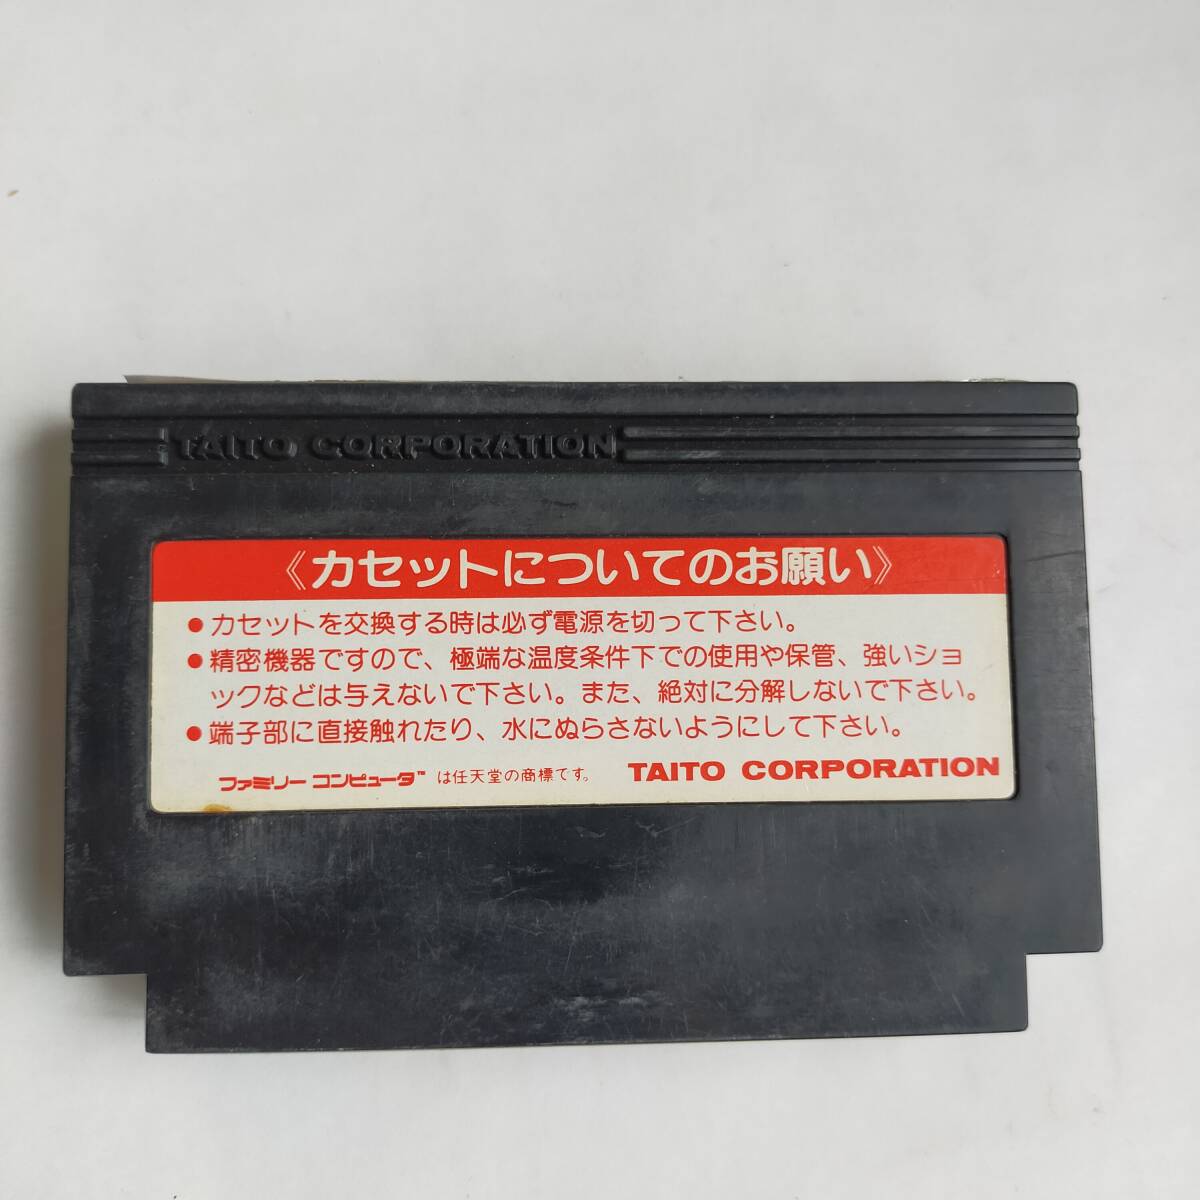 TAITO CORPORATION
《カセットについてのお願い》
●カセットを交換する時は必ず電源を切って下さい。
●精密機器ですので、極端な温度条件下での使用や保管、強いショ
ックなどは与えないで下さい。また、絶対に分解しないで下さい。
●端子部に直接触れたり、水にぬらさないようにして下さい。
ファミリーコンピュータ™ は任天堂の商標です。 TAITO CORPORATION